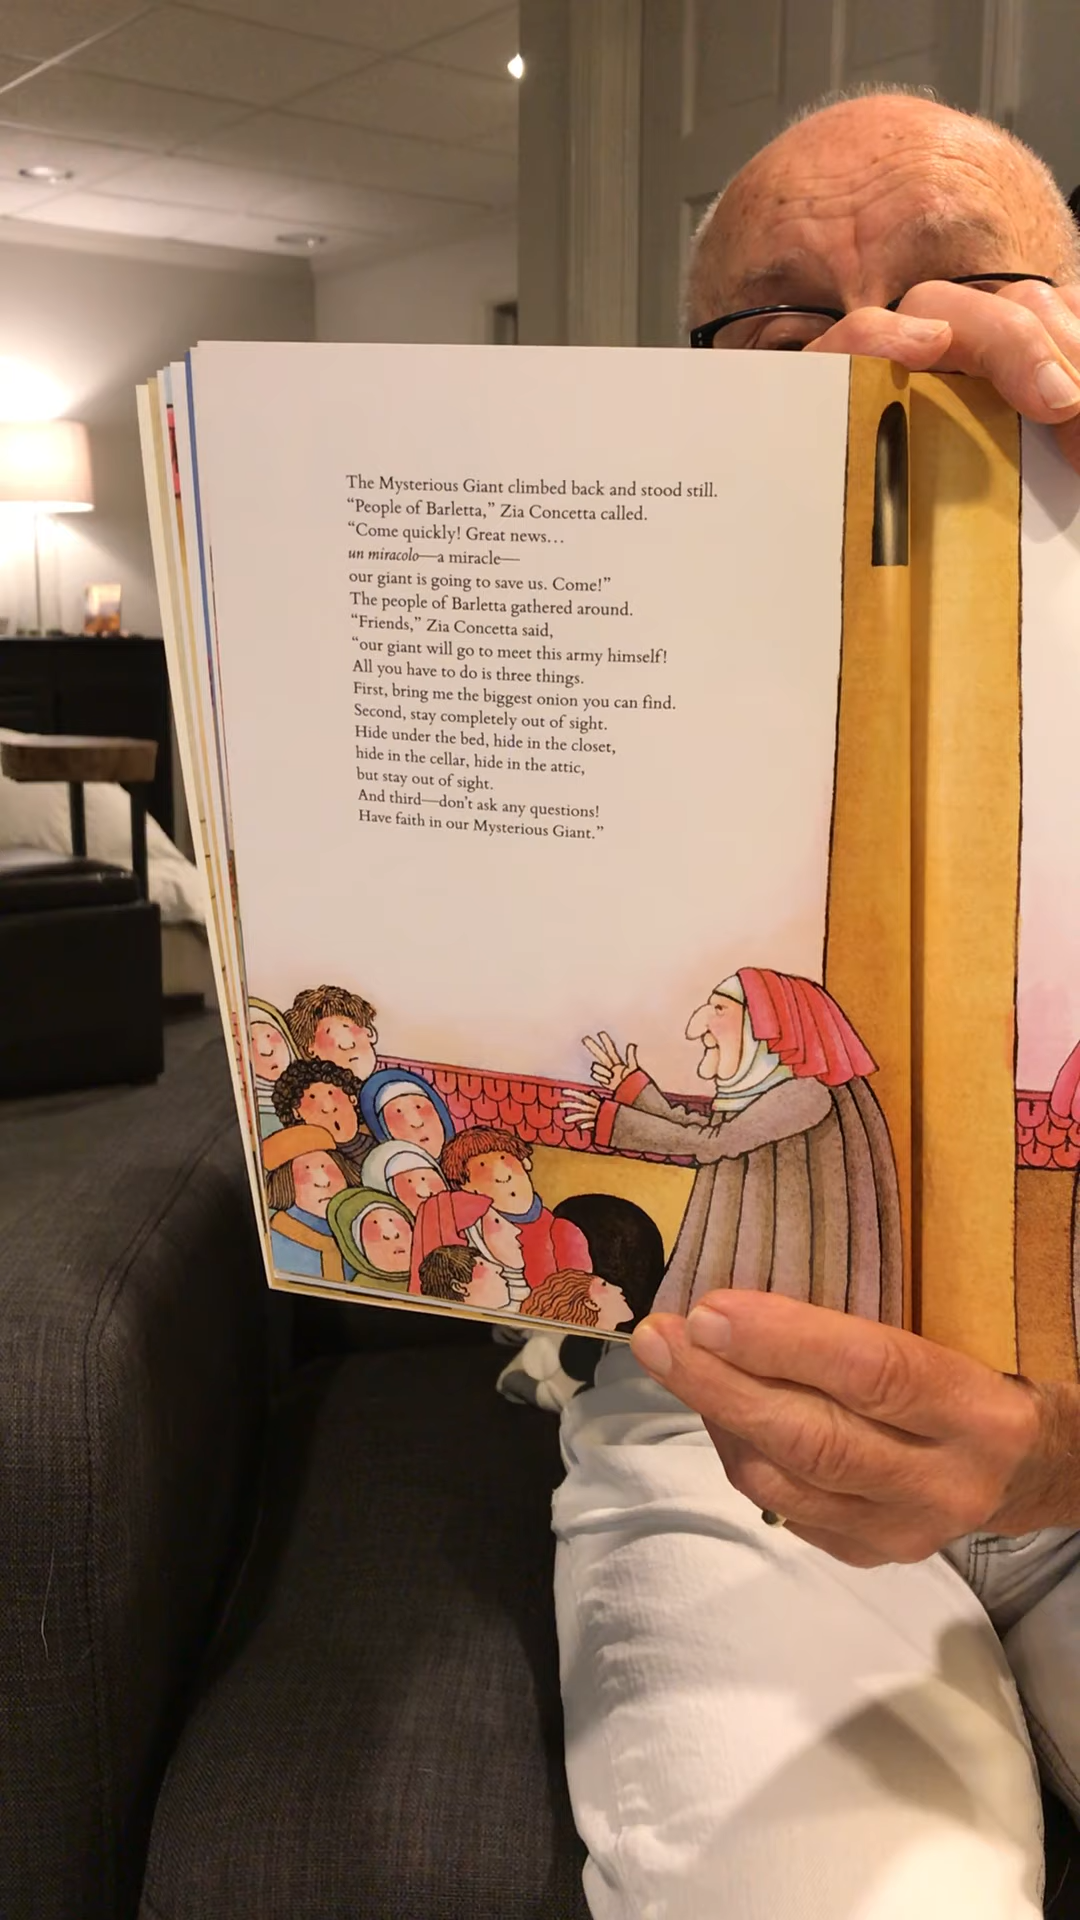 The Mysterious Giant climbed back and stood still.
“People of Barletta,” Zia Concetta called.
“Come quickly! Great news…
un miracolo—a miracle—
our giant is going to save us. Come!”
The people of Barletta gathered around.
“Friends,” Zia Concetta said,
“our giant will go to meet this army himself!
All you have to do is three things.
First, bring me the biggest onion you can find.
Second, stay completely out of sight.
Hide under the bed, hide in the closet,
hide in the cellar, hide in the attic,
but stay out of sight.
And third—don’t ask any questions!
Have faith in our Mysterious Giant.”